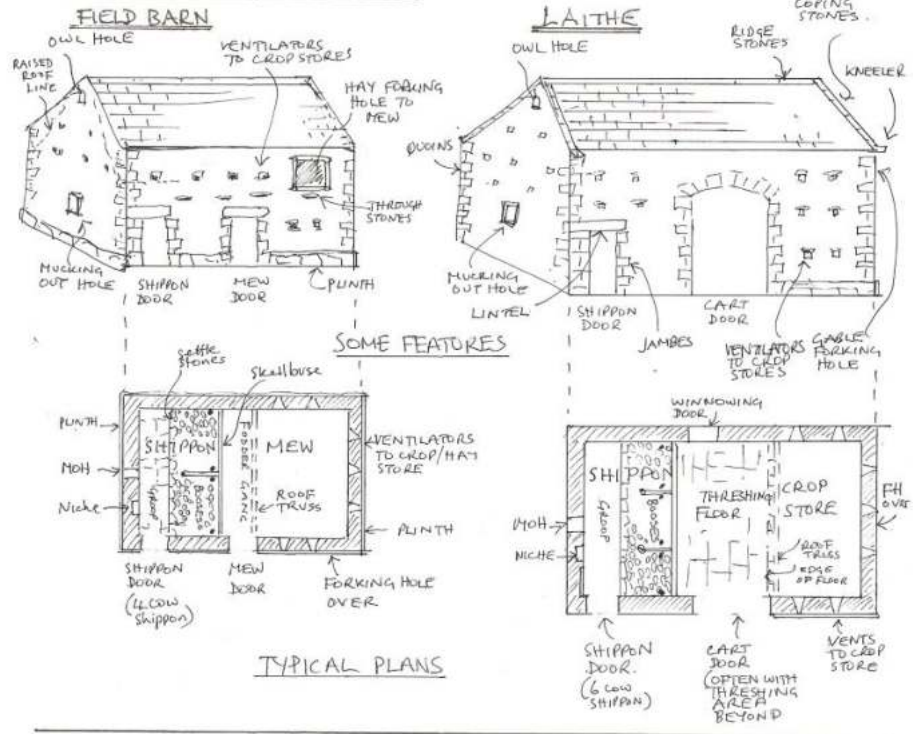 FIELD BARN
OWL HOLE
RAISED
ROOF
LINE
VENTILATORS
TO CROP STORES
HAY FORKING
HOLE TO
MEW
THROUGH
STONES
MUCKING
OUT HOLE
SHIPPON
DOOR
MEW
DOOR
PLINTH
LAITHE
OWL HOLE
RIDGE
STONES
COPING
STONES.
KNEELER
QUOINS
MUCKING
OUT HOLE
LINTEL
SHIPPON
DOOR
JAMBES
CART
DOOR
VENTILATORS
TO CROP
STORES
GABLE
FORKING
HOLE
SOME FEATURES
settle
stones
Skellbuse
PLINTH
MOH
Niche
SHIPPON
GROOP
BOOSES
FODDER GANG
MEW
ROOF
TRUSS
VENTILATORS
TO CROP/HAY
STORE
PLINTH
SHIPPON
DOOR
(4 COW
Shippon)
MEW
DOOR
FORKING HOLE
OVER
WINNOWING
DOOR
MOH
NICHE
SHIPPON
GROOP
BOOSES
THRESHING
FLOOR
CROP
STORE
ROOF
TRUSS
EDGE
OF FLOOR
FH
OVER
SHIPPON
DOOR.
(6 COW
SHIPPON)
CART
DOOR
(OFTEN WITH
THRESHING
AREA
BEYOND
VENTS
TO CROP
STORE
TYPICAL PLANS